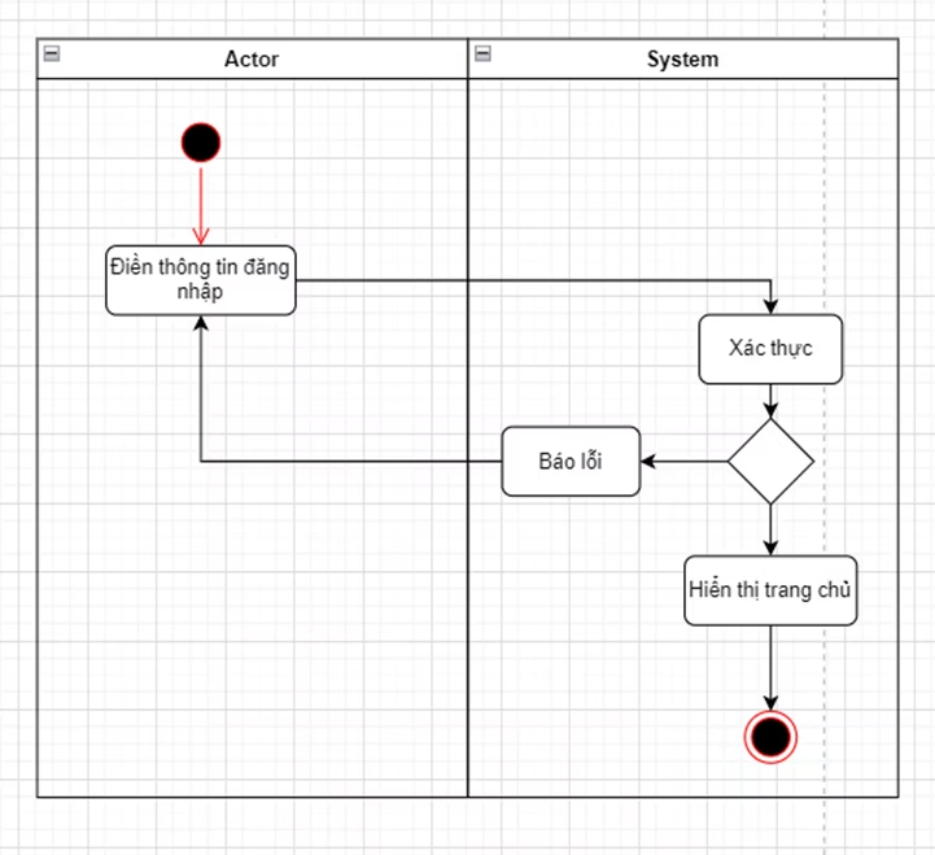 Actor
System
Điền thông tin đăng
nhập
Xác thực
Báo lỗi
Hiển thị trang chủ